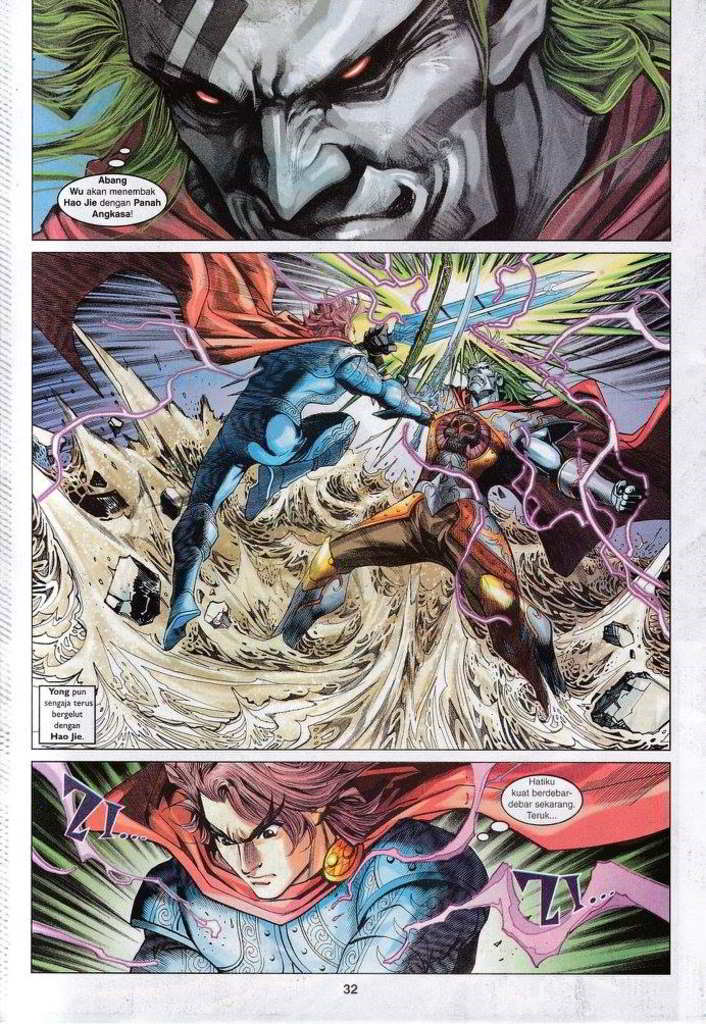 Abang
Wu akan menembak
Hao Jie dengan Panah
Angkasa!
Yong pun
sengaja terus
bergelut
dengan
Hao Jie.
Hatiku
kuat berdebar-
debar sekarang.
Teruk...
ZI...
ZI...
32